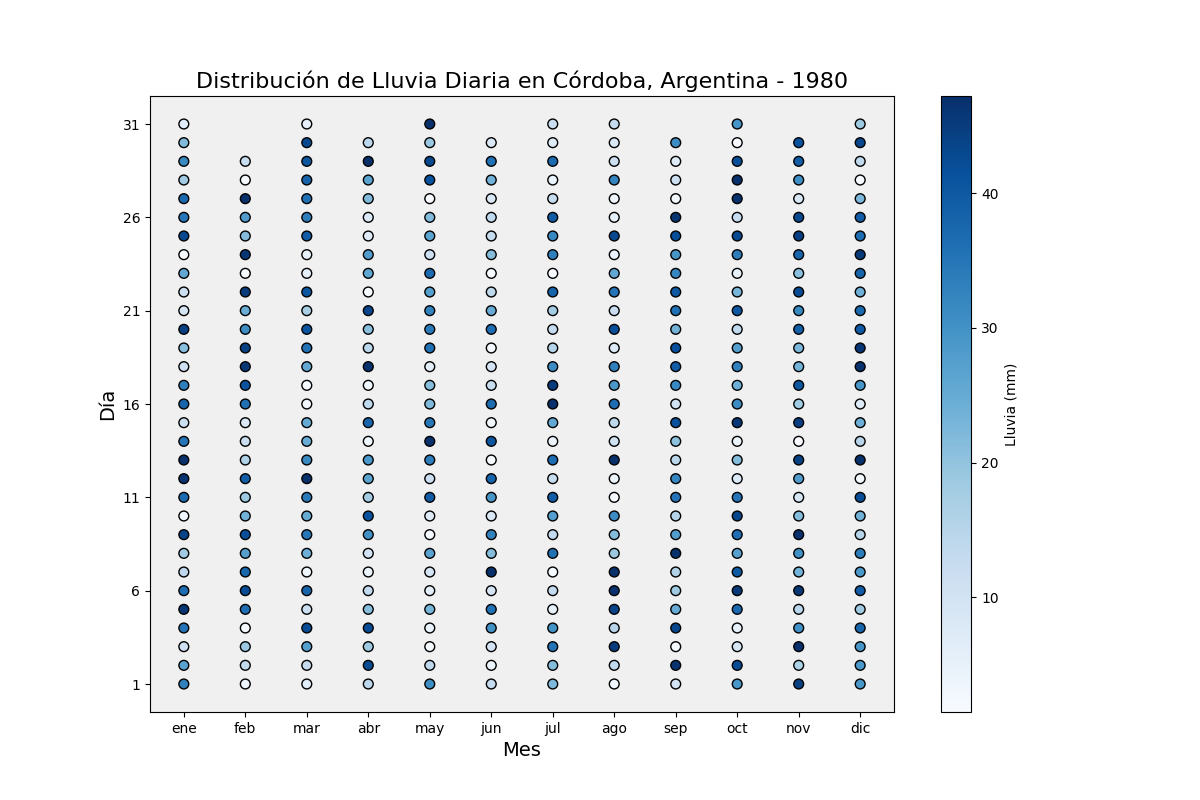 Distribución de Lluvia Diaria en Córdoba, Argentina - 1980
31
26
21
16
11
6
1
Día
ene feb mar abr may jun jul ago sep oct nov dic
Mes
40
30
20
10
Lluvia (mm)